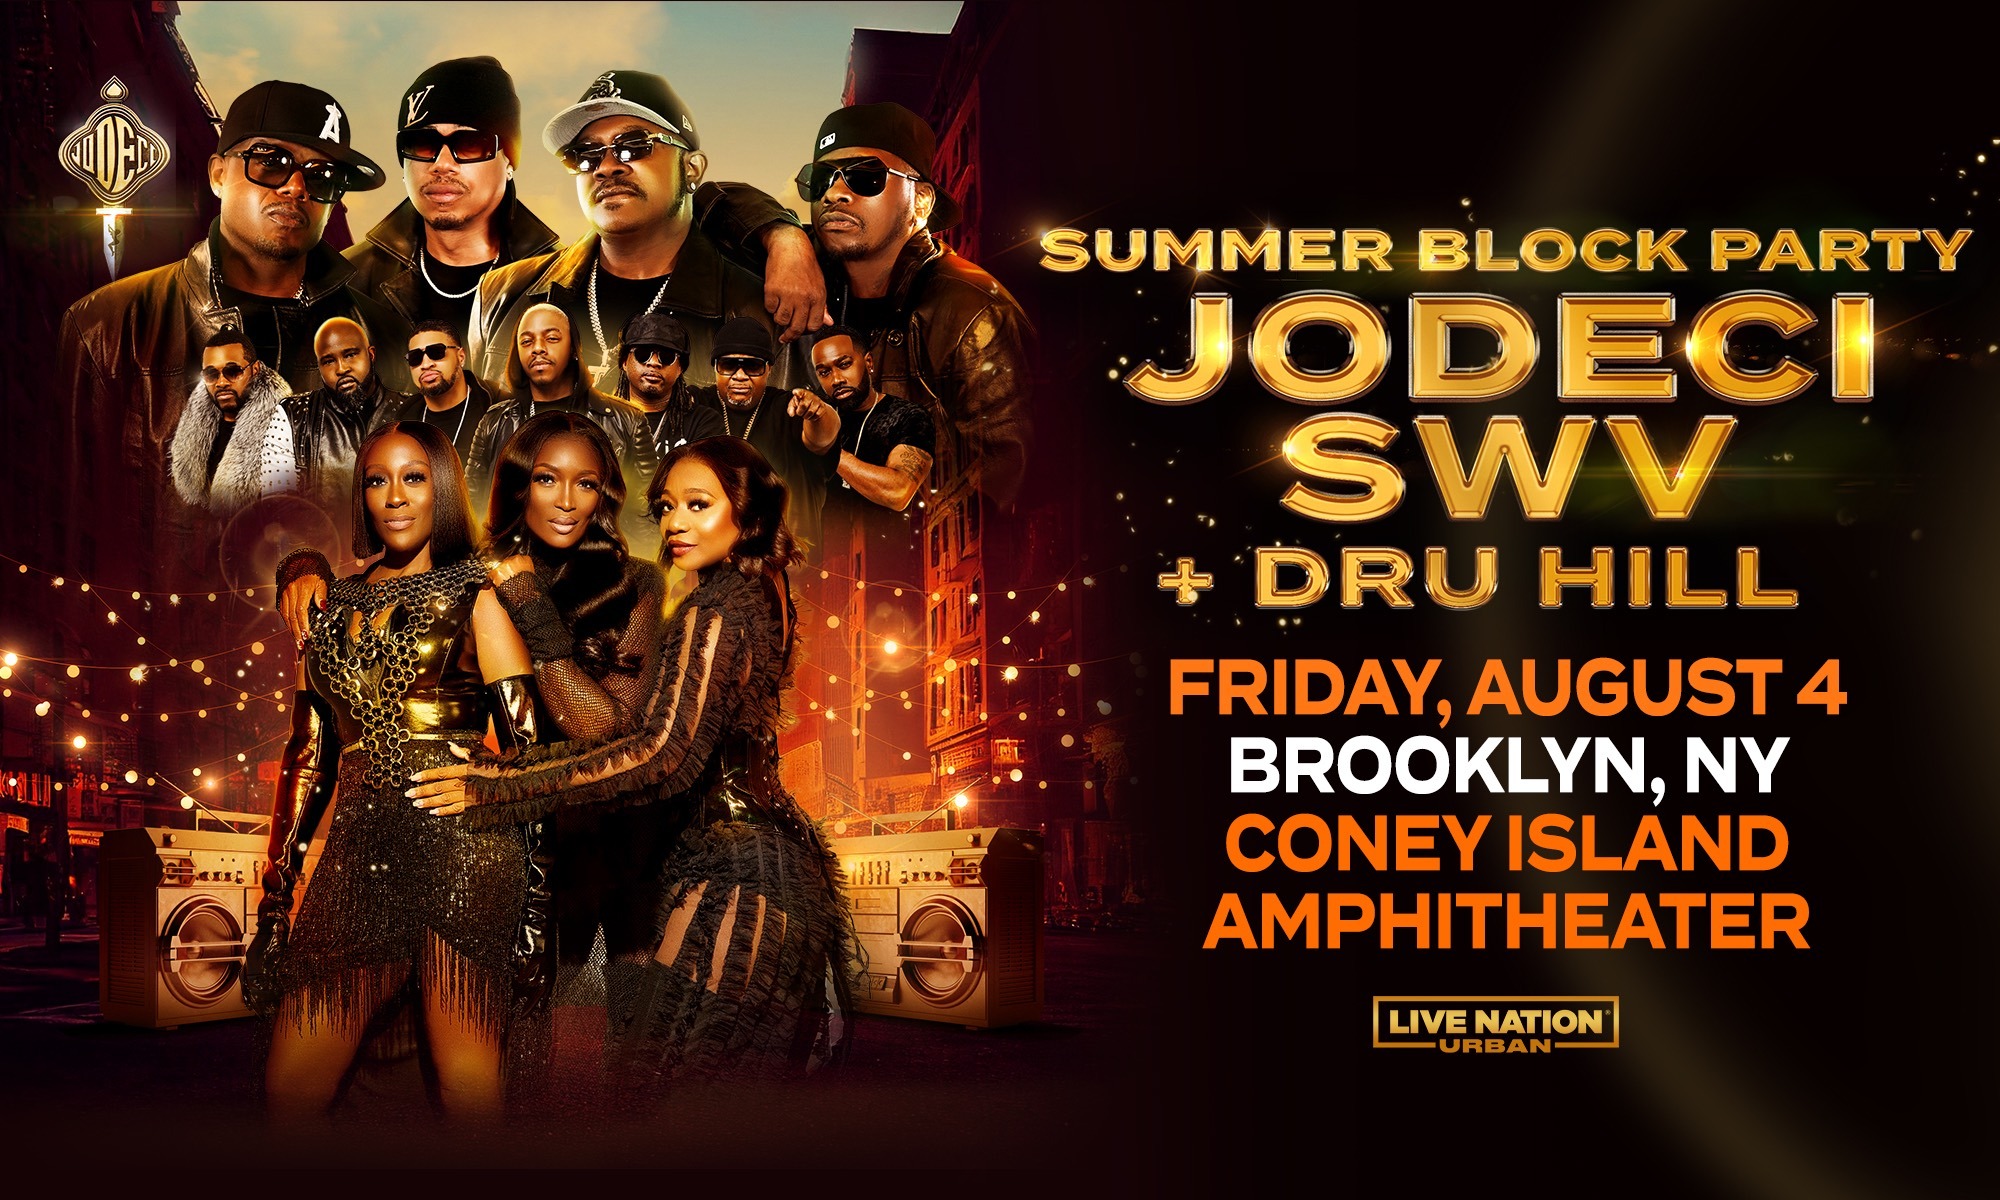 JODECI
SUMMER BLOCK PARTY
JODECI
SWV
+ DRU HILL
FRIDAY, AUGUST 4
BROOKLYN, NY
CONEY ISLAND
AMPHITHEATER
LIVE NATION®
URBAN